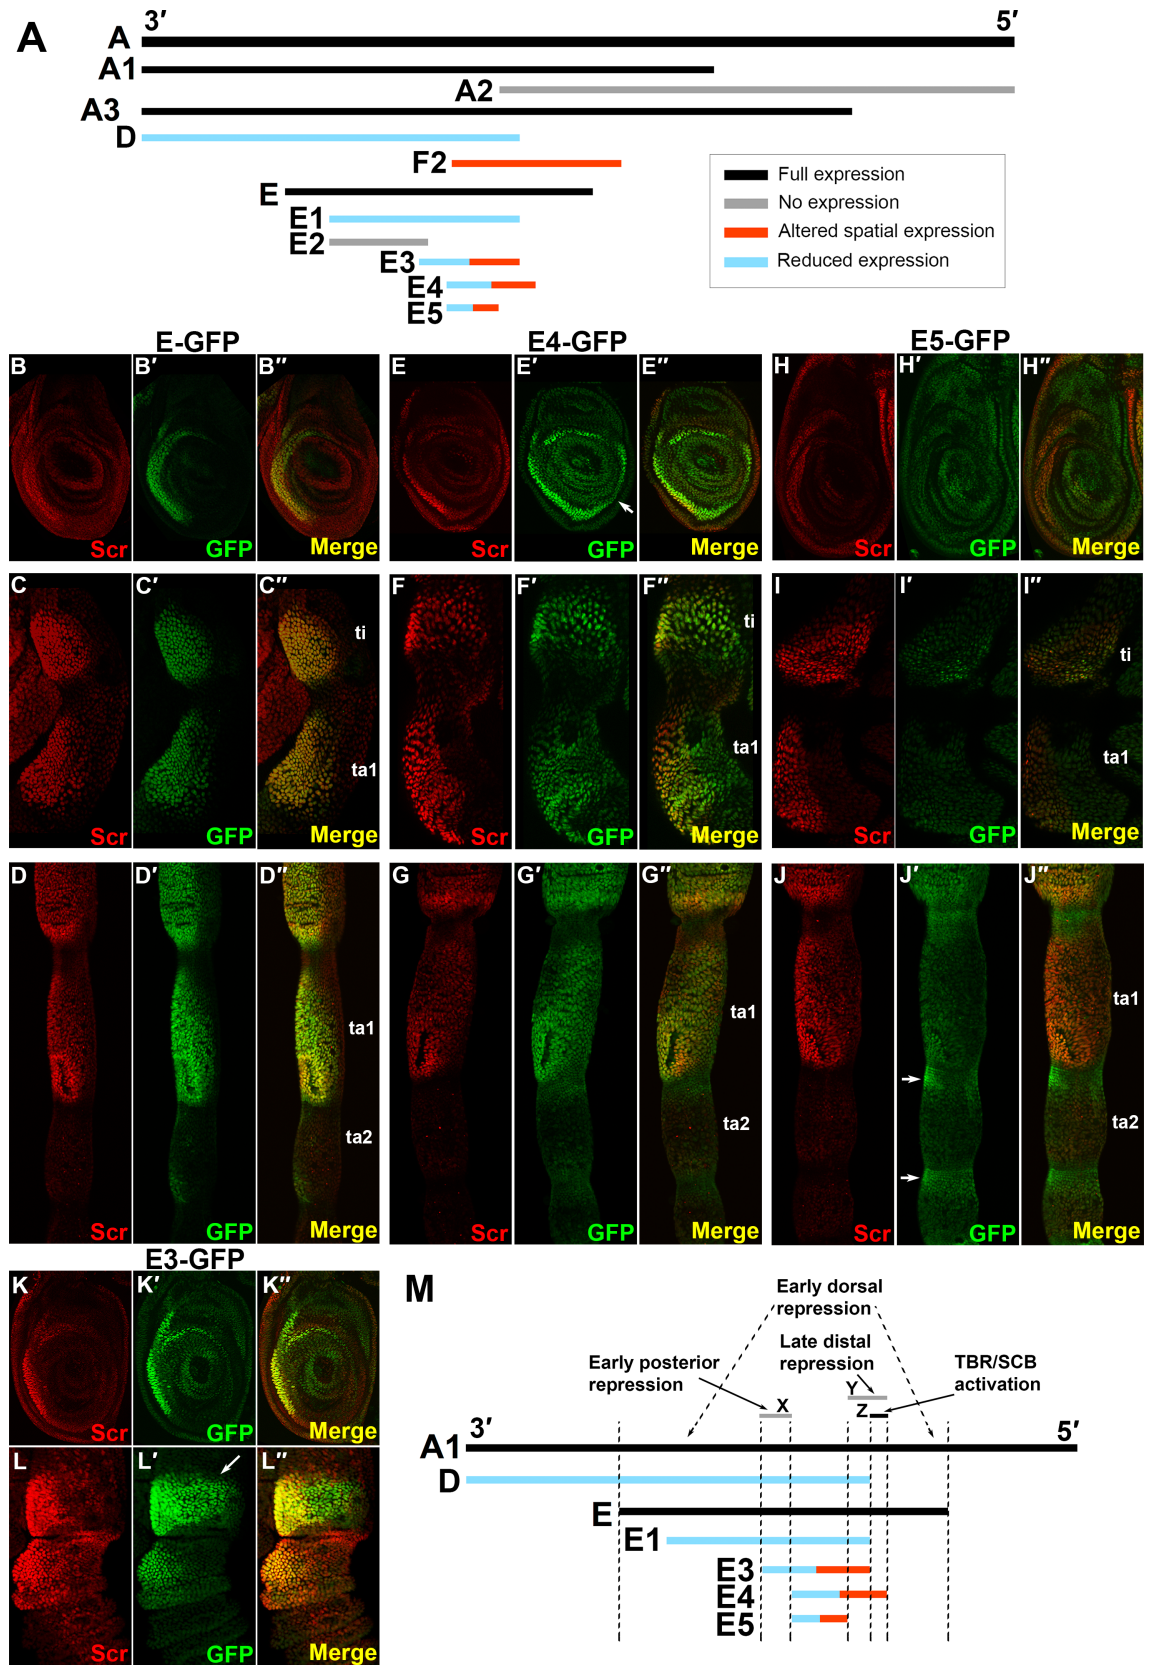 A
3′ 5′
A
A1
A2
A3
D
F2
E
E1
E2
E3
E4
E5
Full expression
No expression
Altered spatial expression
Reduced expression
E-GFP E4-GFP E5-GFP
B B′ B″ E E′ E″ H H′ H″
Scr GFP Merge Scr GFP Merge Scr GFP Merge
C C′ C″ F F′ F″ I I′ I″
ti ti ti
ta1 ta1 ta1
Scr GFP Merge Scr GFP Merge Scr GFP Merge
D D′ D″ G G′ G″ J J′ J″
ta1 ta1 ta1
ta2 ta2 ta2
Scr GFP Merge Scr GFP Merge Scr GFP Merge
E3-GFP
K K′ K″
Scr GFP Merge
L L′ L″
Scr GFP Merge
M
Early dorsal
repression
Late distal
repression
Early posterior
repression
TBR/SCB
activation
X
Y
Z
3′ 5′
A1
D
E
E1
E3
E4
E5